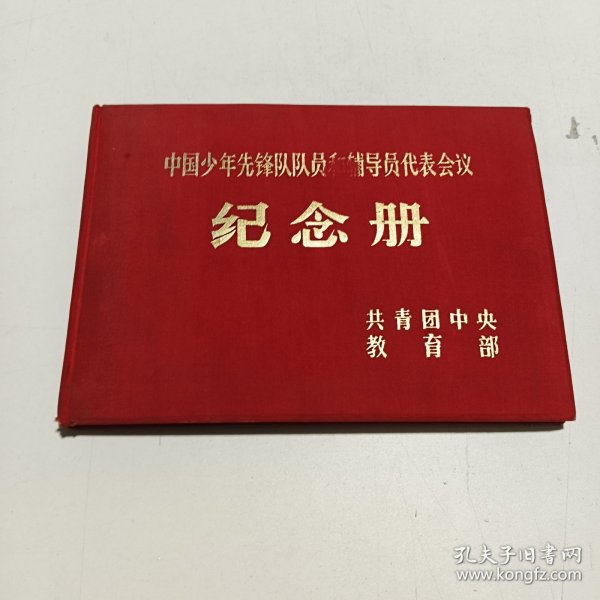 中国少年先锋队队员和辅导员代表会议
纪念册
共青团中央
教育部
孔夫子旧书网
www.kongfz.com